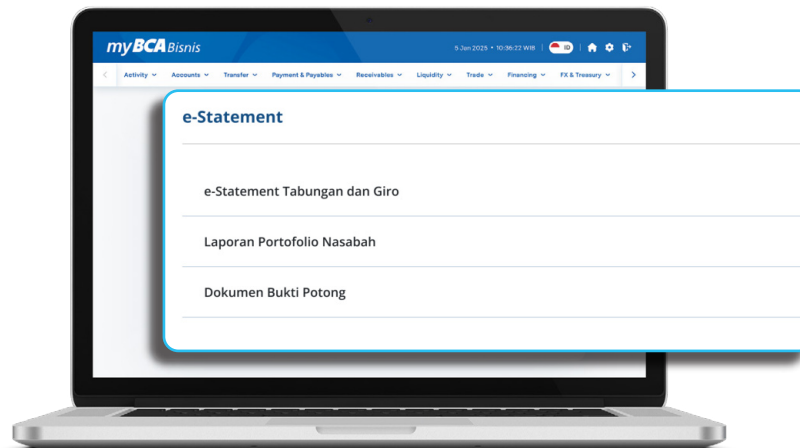 myBCA Bisnis
5 Jan 2025 • 10:36:22 WIB | ID
Activity Accounts Transfer Payment & Payables Receivables Liquidity Trade Financing FX & Treasury
e-Statement
e-Statement Tabungan dan Giro
Laporan Portofolio Nasabah
Dokumen Bukti Potong